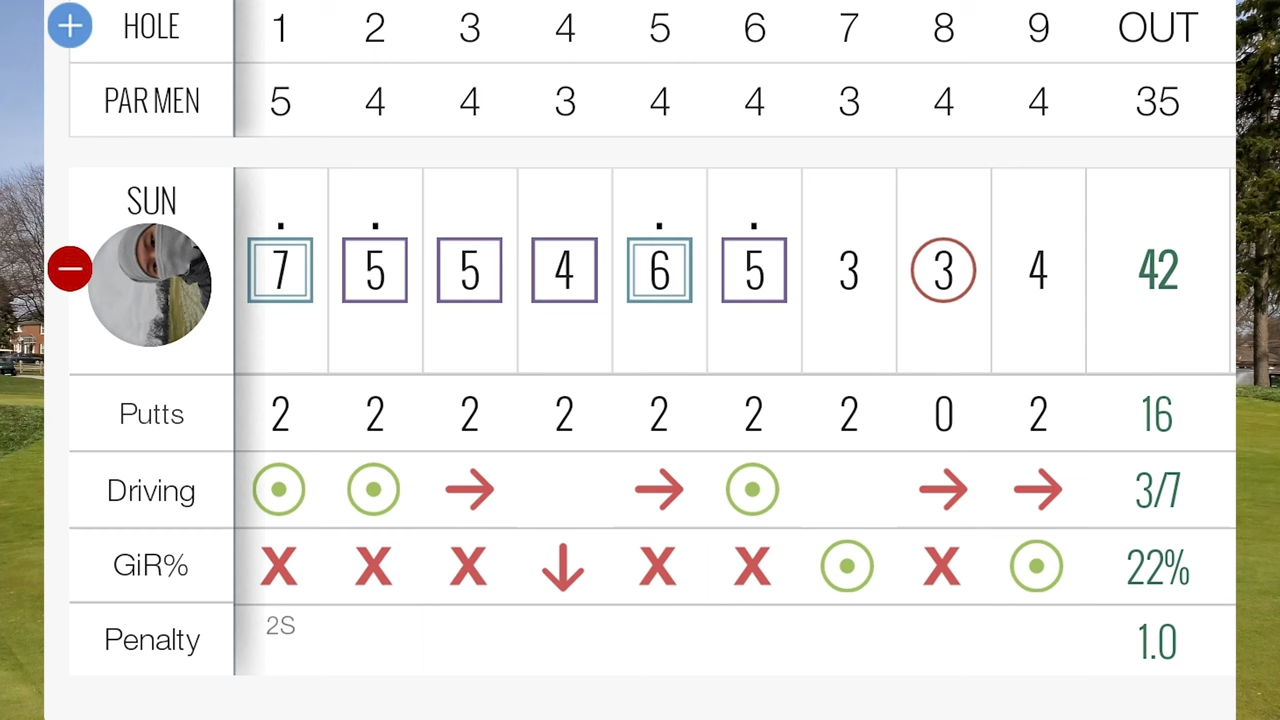 HOLE 1 2 3 4 5 6 7 8 9 OUT
PAR MEN 5 4 4 3 4 4 3 4 4 35
SUN 7 5 5 4 6 5 3 3 4 42
Putts 2 2 2 2 2 2 2 0 2 16
Driving 3/7
GiR% X X X X X X 22%
Penalty 2S 1.0